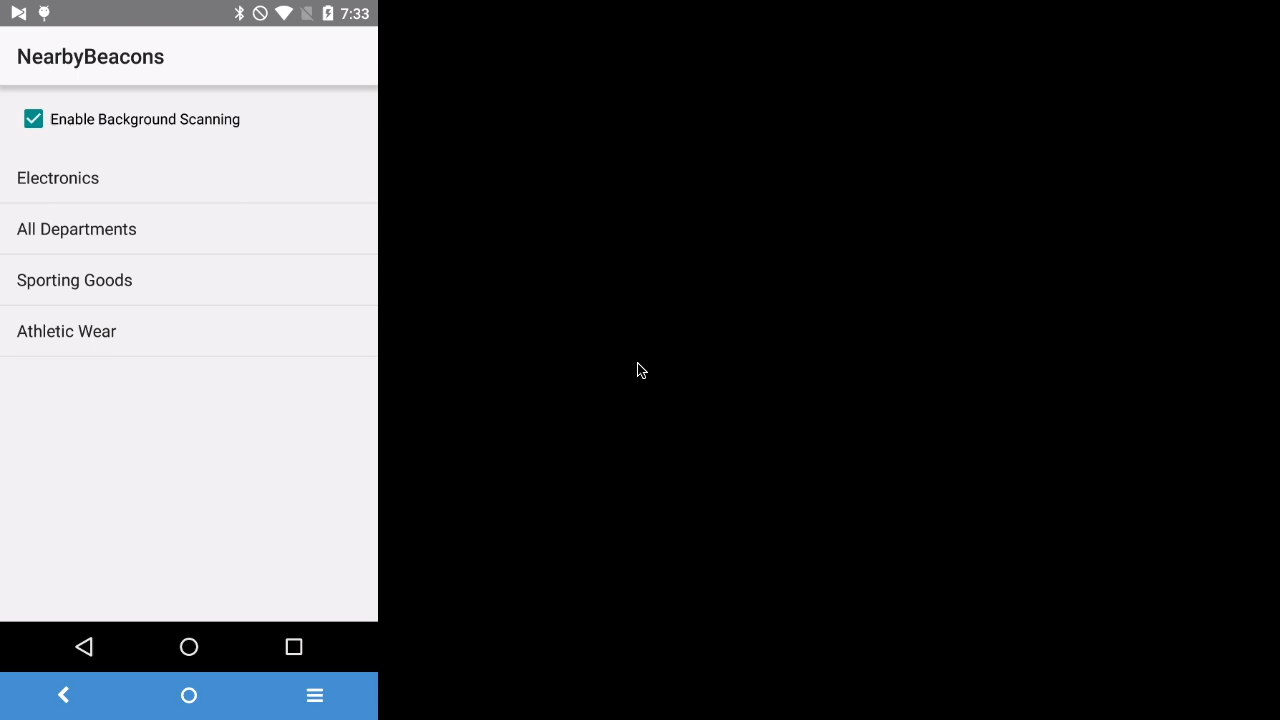 7:33
NearbyBeacons
Enable Background Scanning
Electronics
All Departments
Sporting Goods
Athletic Wear